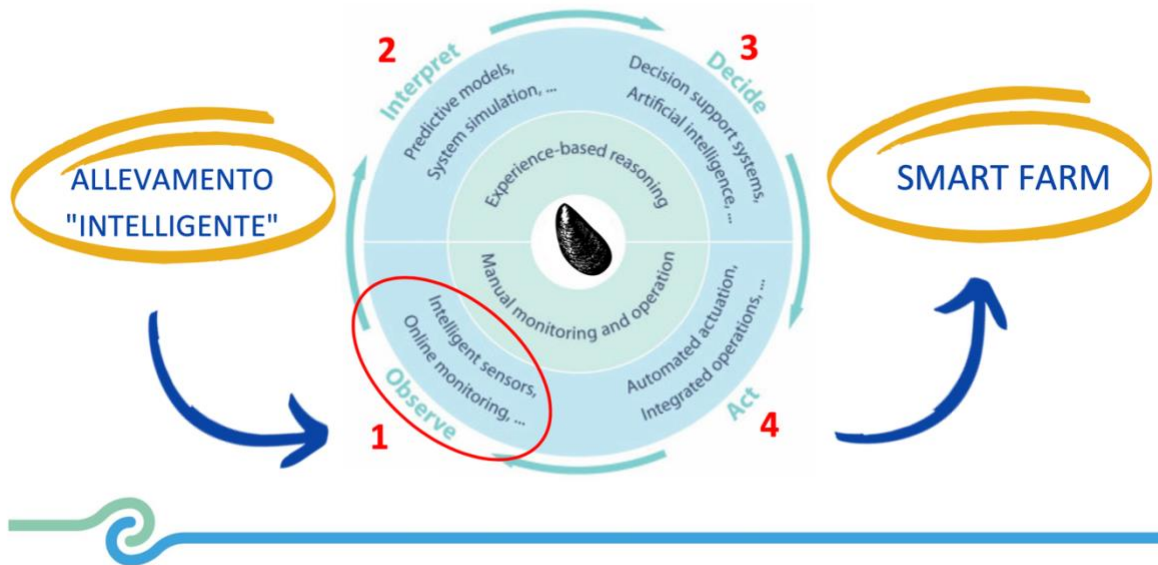 ALLEVAMENTO
"INTELLIGENTE"
2
Interpret
Predictive models,
System simulation, ...
3
Decide
Decision support systems,
Artificial intelligence, ...
Experience-based reasoning
Manual monitoring and operation
Intelligent sensors,
Online monitoring, ...
Observe
1
Automated actuation,
Integrated operations, ...
Act
4
SMART FARM